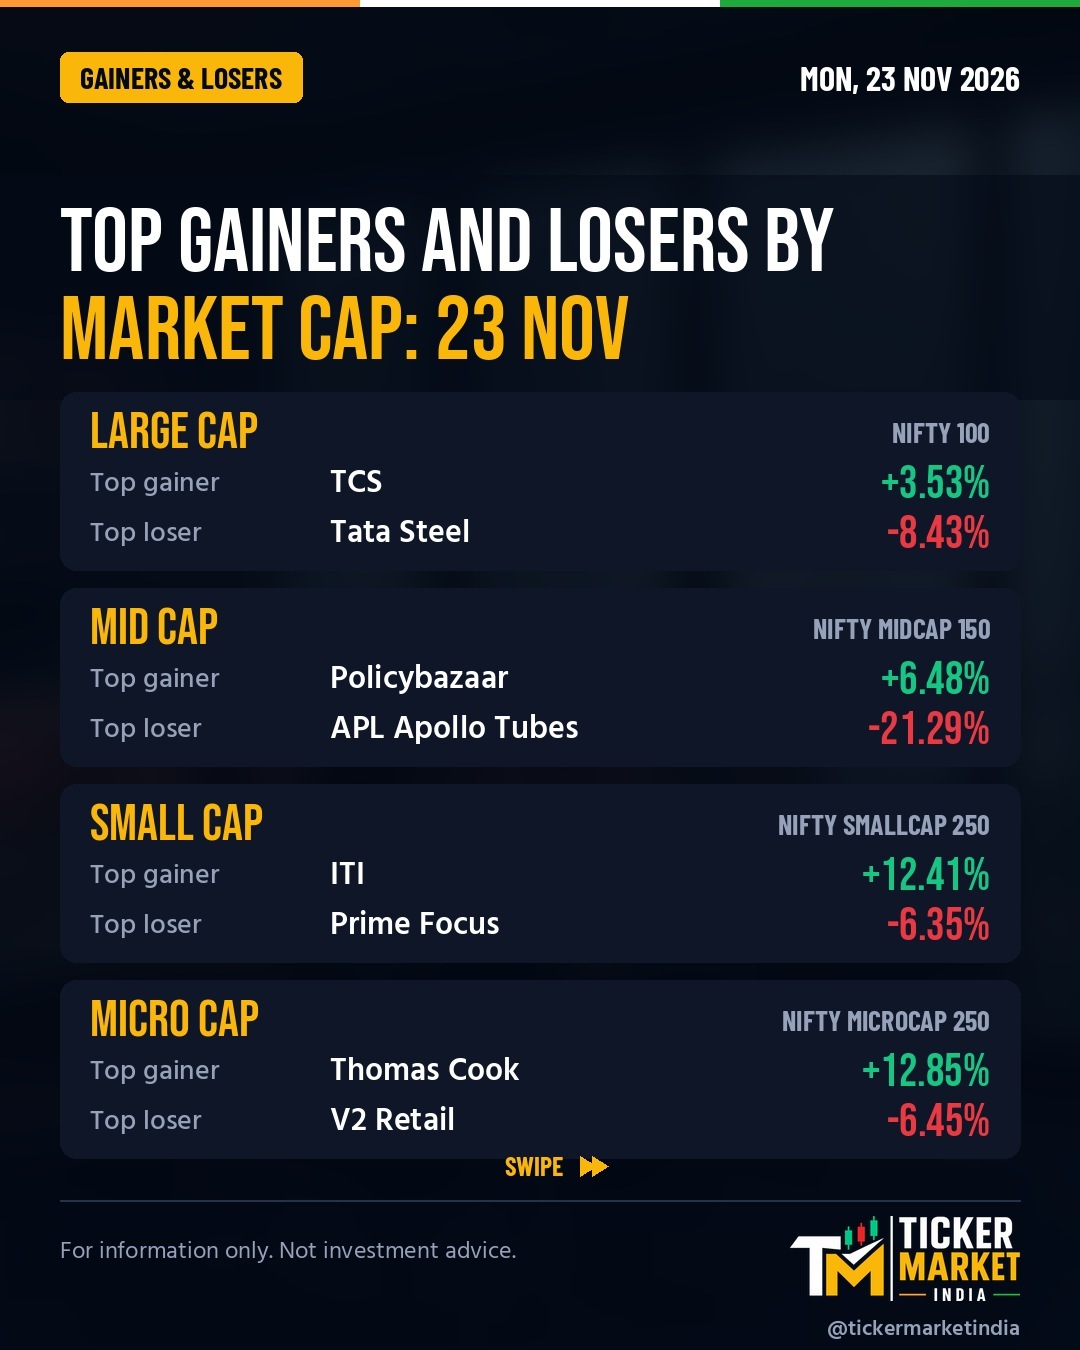 GAINERS & LOSERS
MON, 23 NOV 2026
TOP GAINERS AND LOSERS BY
MARKET CAP: 23 NOV
LARGE CAP
NIFTY 100
Top gainer TCS +3.53%
Top loser Tata Steel -8.43%
MID CAP
NIFTY MIDCAP 150
Top gainer Policybazaar +6.48%
Top loser APL Apollo Tubes -21.29%
SMALL CAP
NIFTY SMALLCAP 250
Top gainer ITI +12.41%
Top loser Prime Focus -6.35%
MICRO CAP
NIFTY MICROCAP 250
Top gainer Thomas Cook +12.85%
Top loser V2 Retail -6.45%
SWIPE
For information only. Not investment advice.
TM
TICKER
MARKET
INDIA
@tickermarketindia